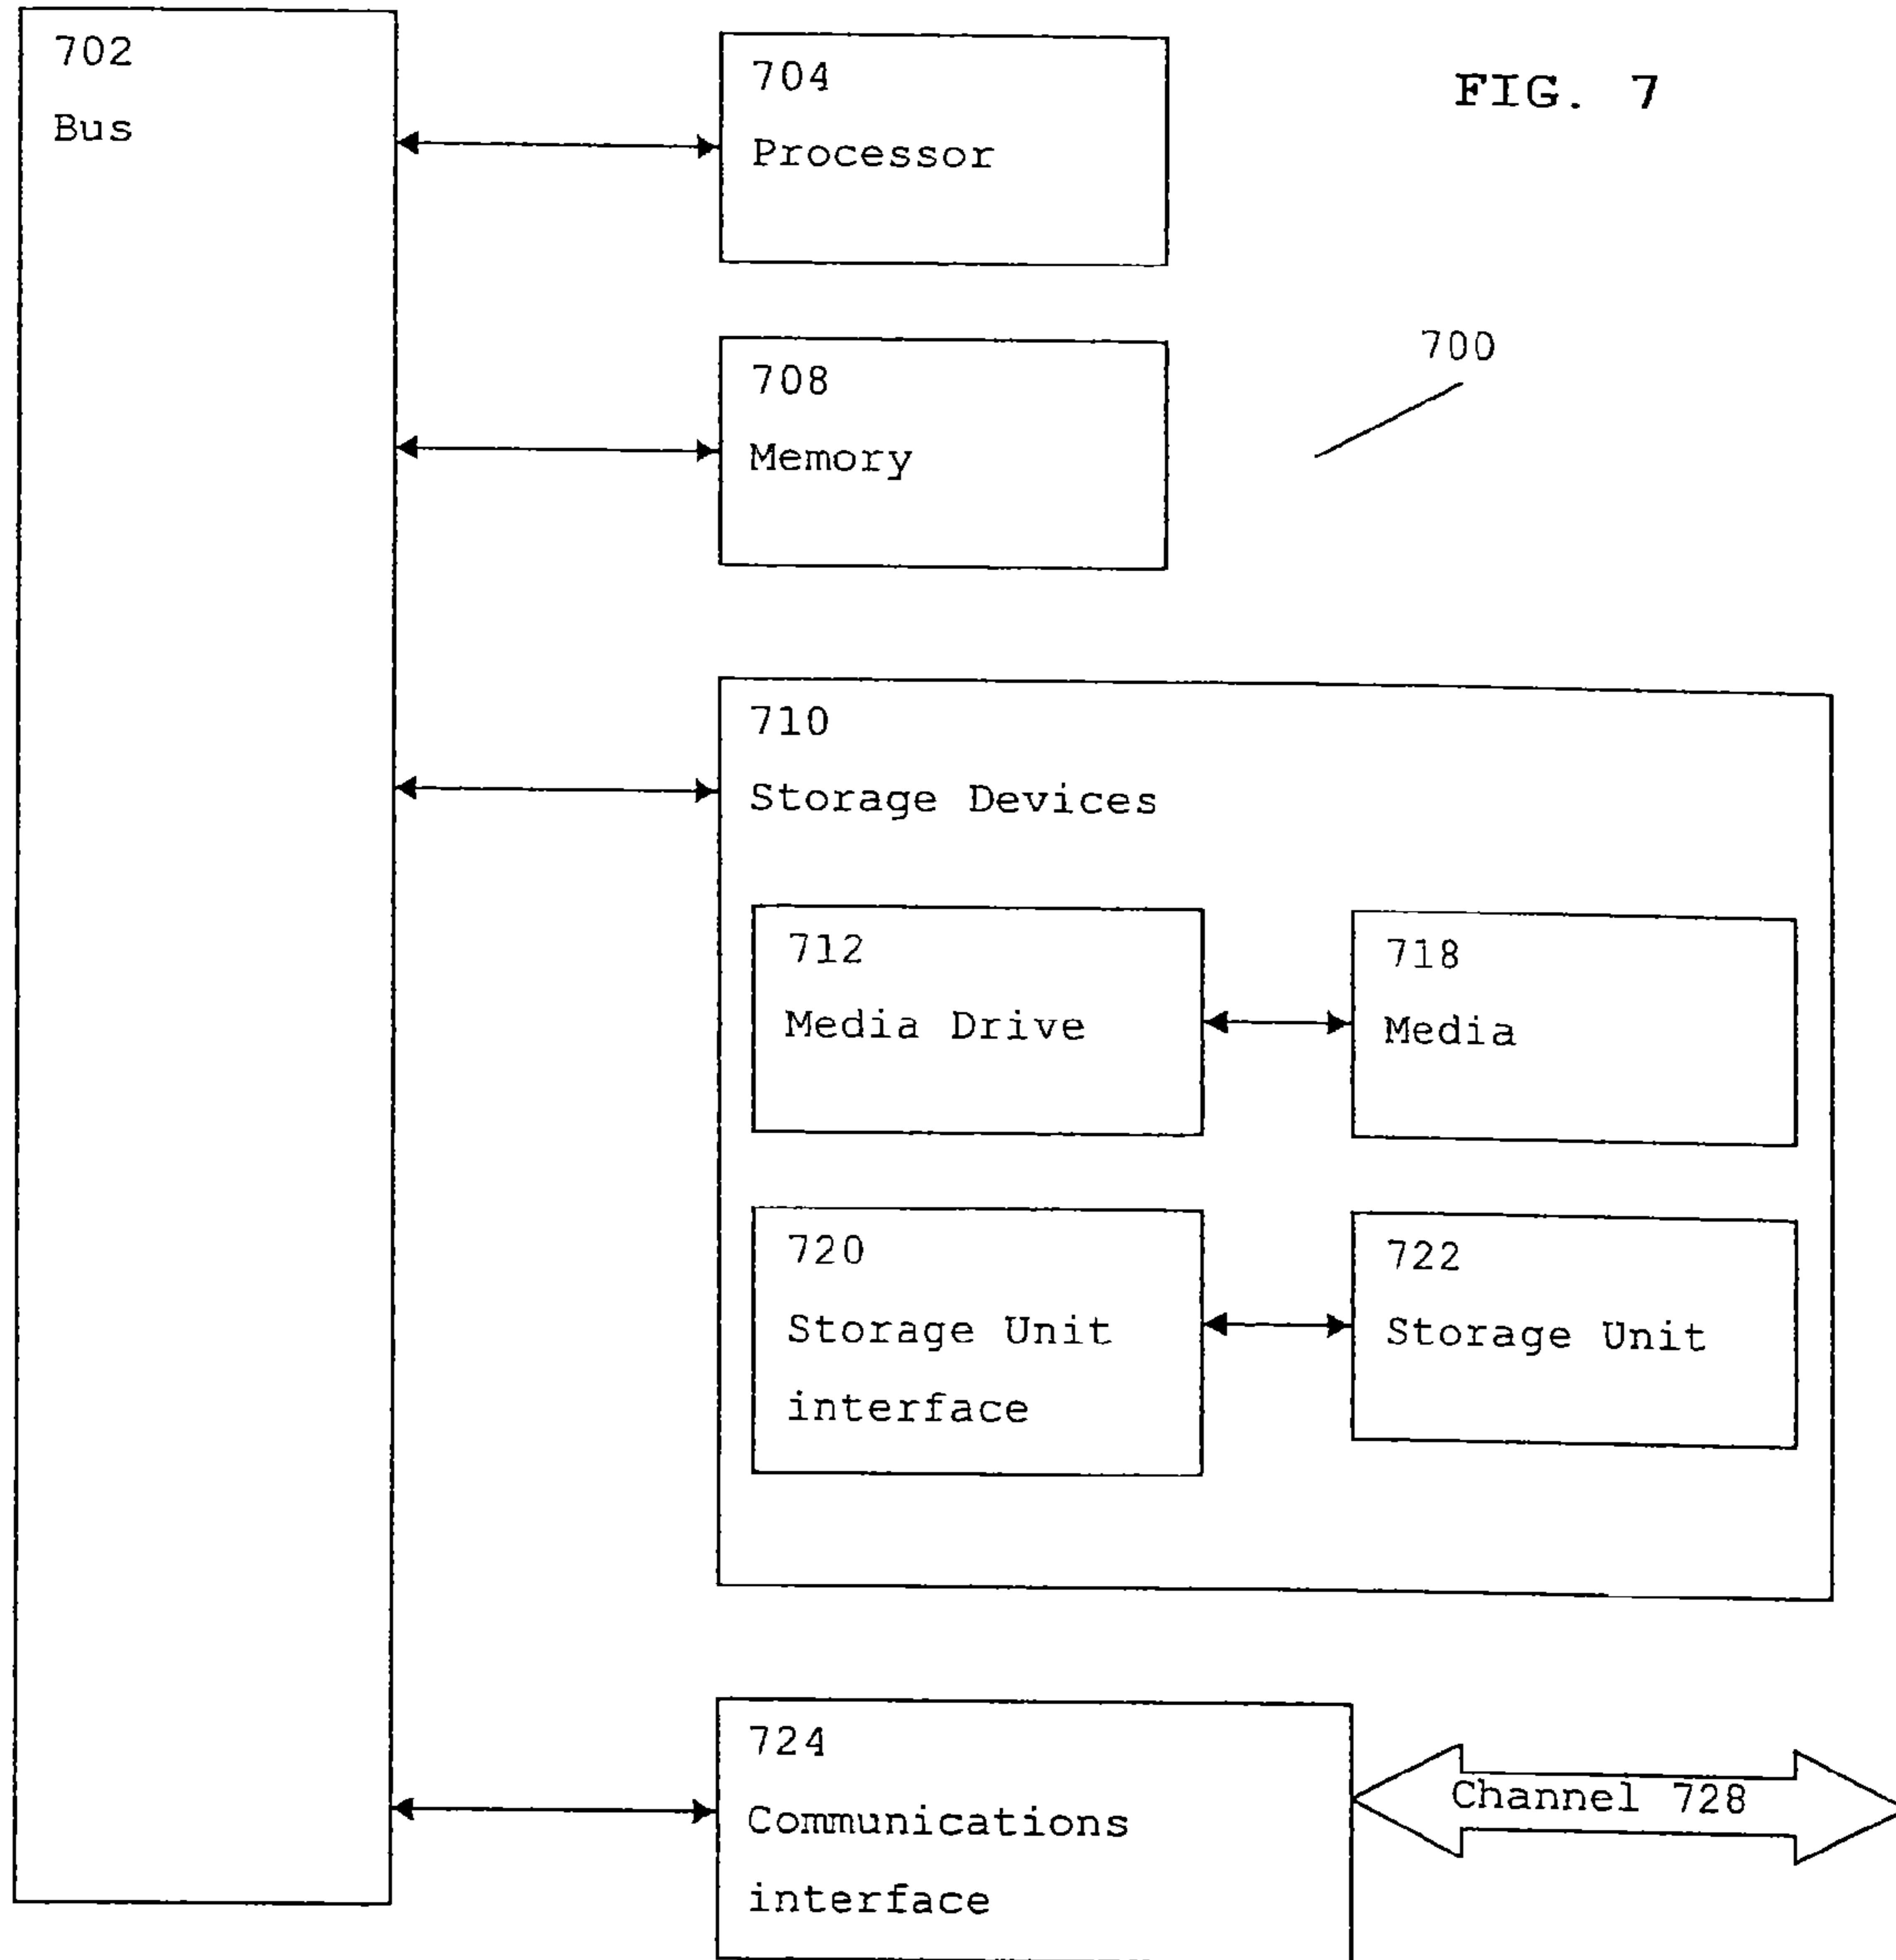 702
Bus
704
Processor
FIG. 7
708
Memory
700
710
Storage Devices
712
Media Drive
718
Media
720
Storage Unit
interface
722
Storage Unit
724
Communications
interface
Channel 728